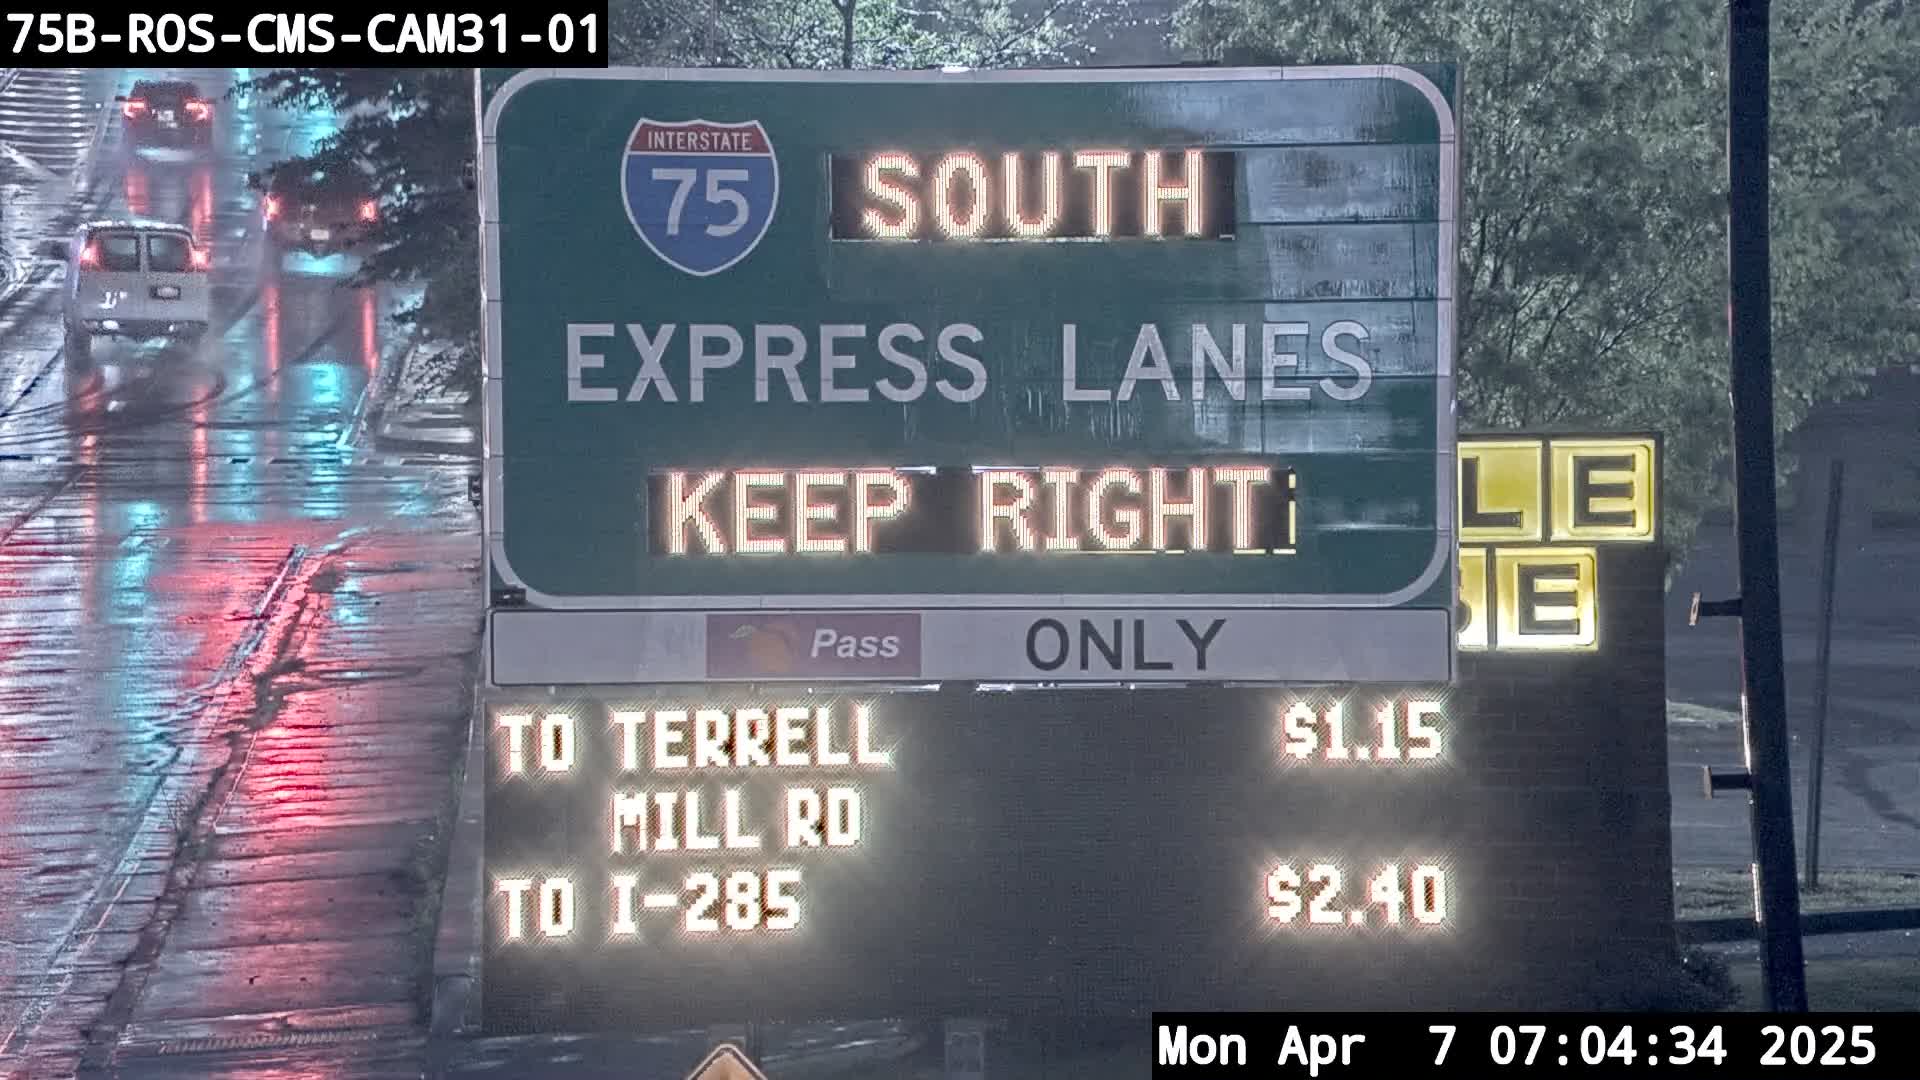 75B-ROS-CMS-CAM31-01
INTERSTATE
75
SOUTH
EXPRESS LANES
KEEP RIGHT
Pass ONLY
LE
E
TO TERRELL $1.15
MILL RD
TO I-285 $2.40
Mon Apr 7 07:04:34 2025